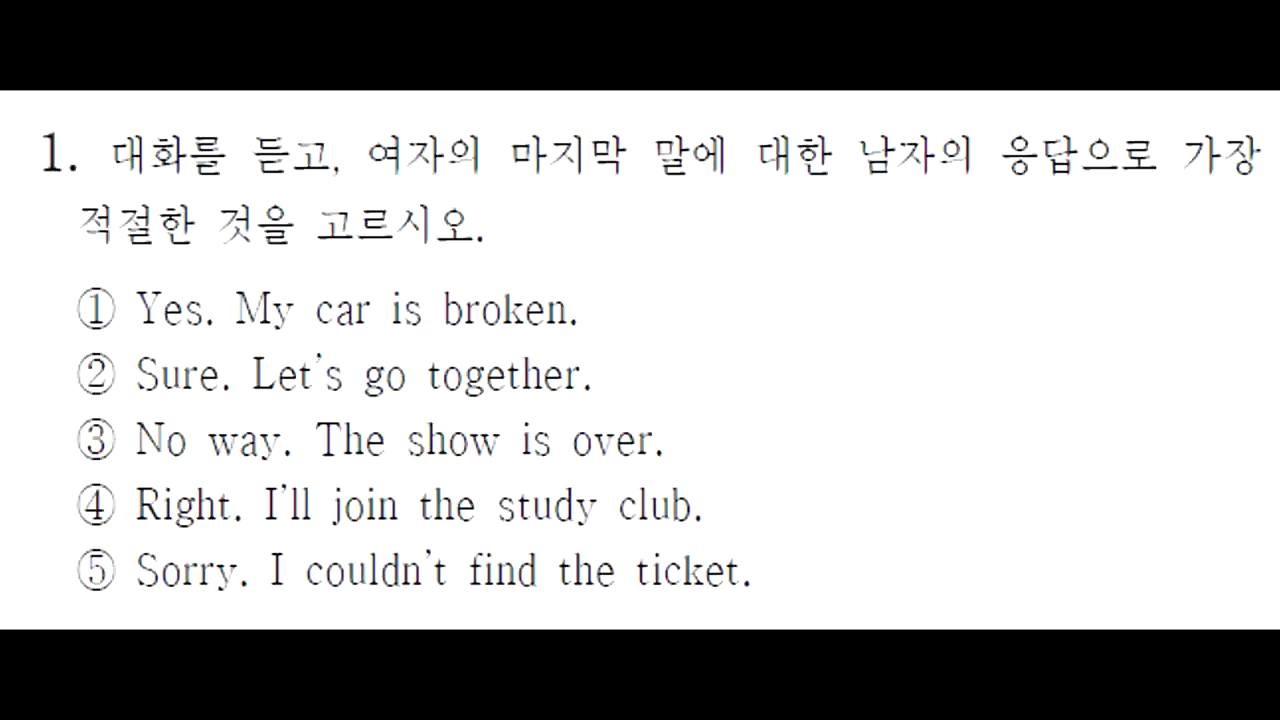 1. 대화를 듣고, 여자의 마지막 말에 대한 남자의 응답으로 가장
적절한 것을 고르시오.
① Yes. My car is broken.
② Sure. Let's go together.
③ No way. The show is over.
④ Right. I'll join the study club.
⑤ Sorry. I couldn't find the ticket.